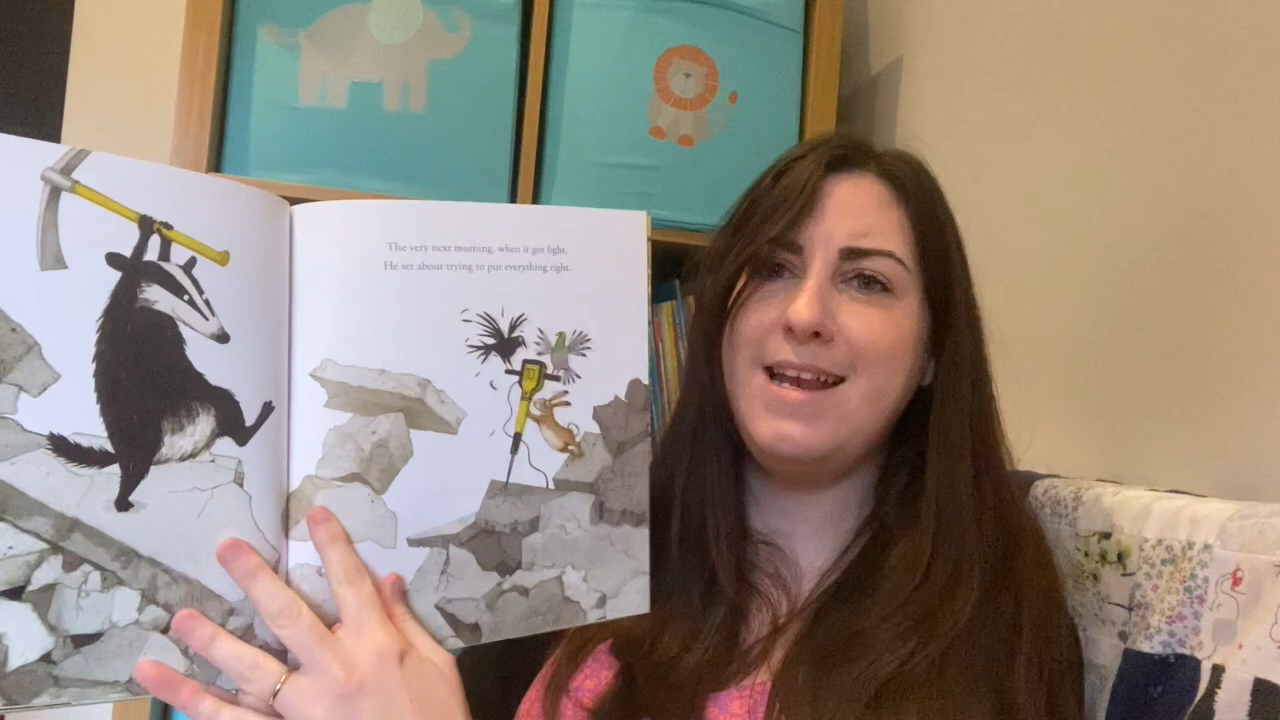 The very next morning, when it got light.
He set about trying to put everything right.